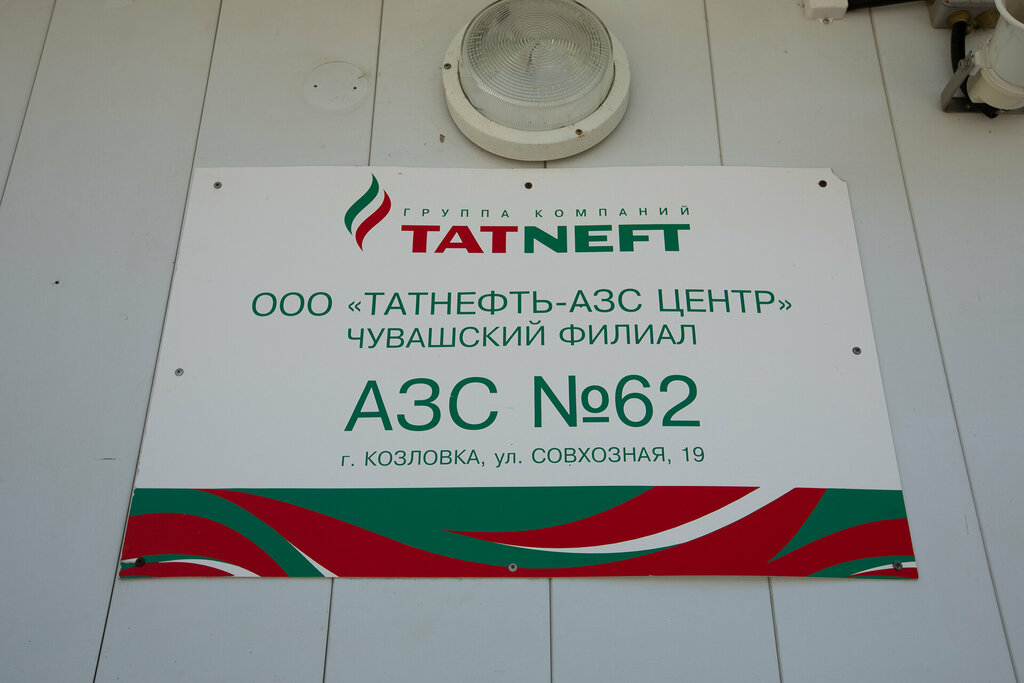 ГРУППА КОМПАНИЙ
TATNEFT
ООО «ТАТНЕФТЬ-АЗС ЦЕНТР»
ЧУВАШСКИЙ ФИЛИАЛ
АЗС №62
г. КОЗЛОВКА, ул. СОВХОЗНАЯ, 19